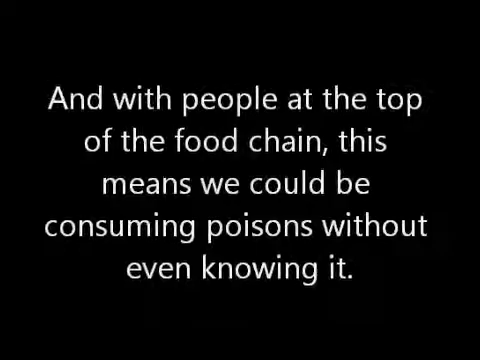 And with people at the top
of the food chain, this
means we could be
consuming poisons without
even knowing it.